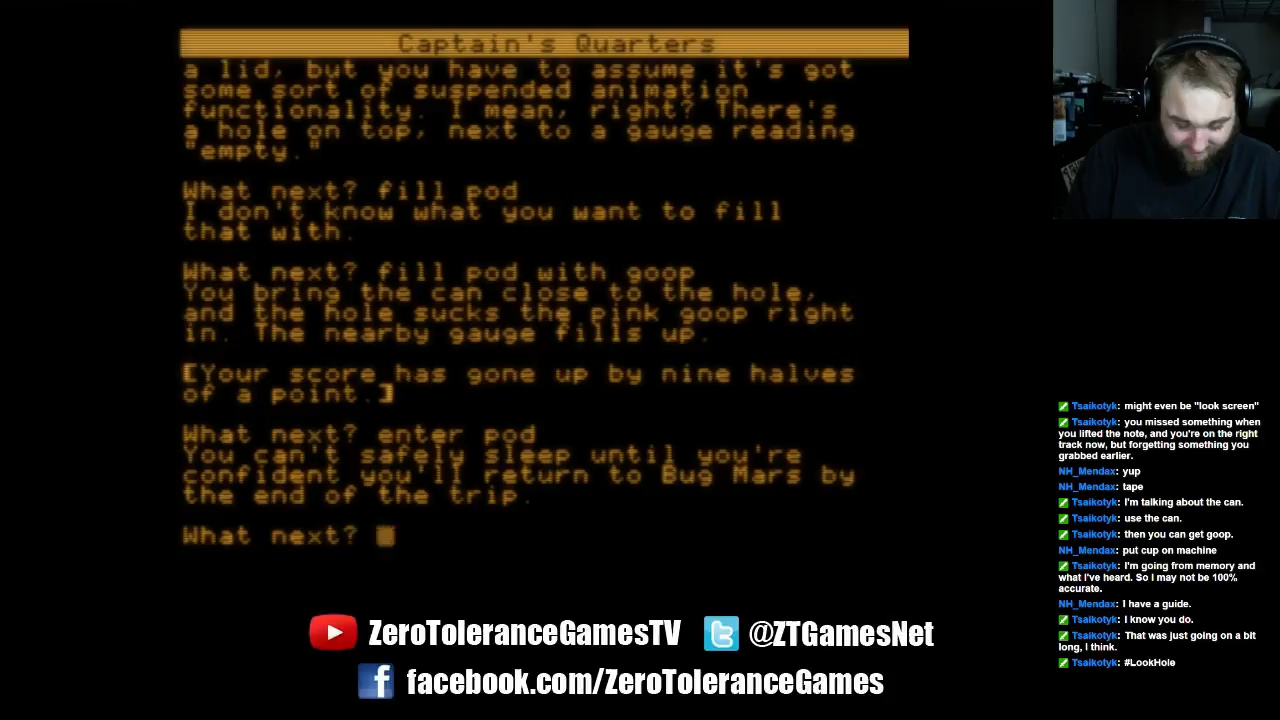 Captain's Quarters
a lid, but you have to assume it's got
some sort of suspended animation
functionality. I mean, right? There's
a hole on top, next to a gauge reading
"empty."
What next? fill pod
I don't know what you want to fill
that with.
What next? fill pod with goop
You bring the can close to the hole,
and the hole sucks the pink goop right
in. The nearby gauge fills up.
[Your score has gone up by nine halves
of a point.]
What next? enter pod
You can't safely sleep until you're
confident you'll return to Bug Mars by
the end of the trip.
What next?
Tsaikotyk: might even be "look screen"
Tsaikotyk: you missed something when
you lifted the note, and you're on the right
track now, but forgetting something you
grabbed earlier.
NH_Mendax: yup
NH_Mendax: tape
Tsaikotyk: I'm talking about the can.
Tsaikotyk: use the can.
Tsaikotyk: then you can get goop.
NH_Mendax: put cup on machine
Tsaikotyk: I'm going from memory and
what I've heard. So I may not be 100%
accurate.
NH_Mendax: I have a guide.
Tsaikotyk: I know you do.
Tsaikotyk: That was just going on a bit
long, I think.
Tsaikotyk: #LookHole
ZeroToleranceGamesTV @ZTGamesNet
facebook.com/ZeroToleranceGames